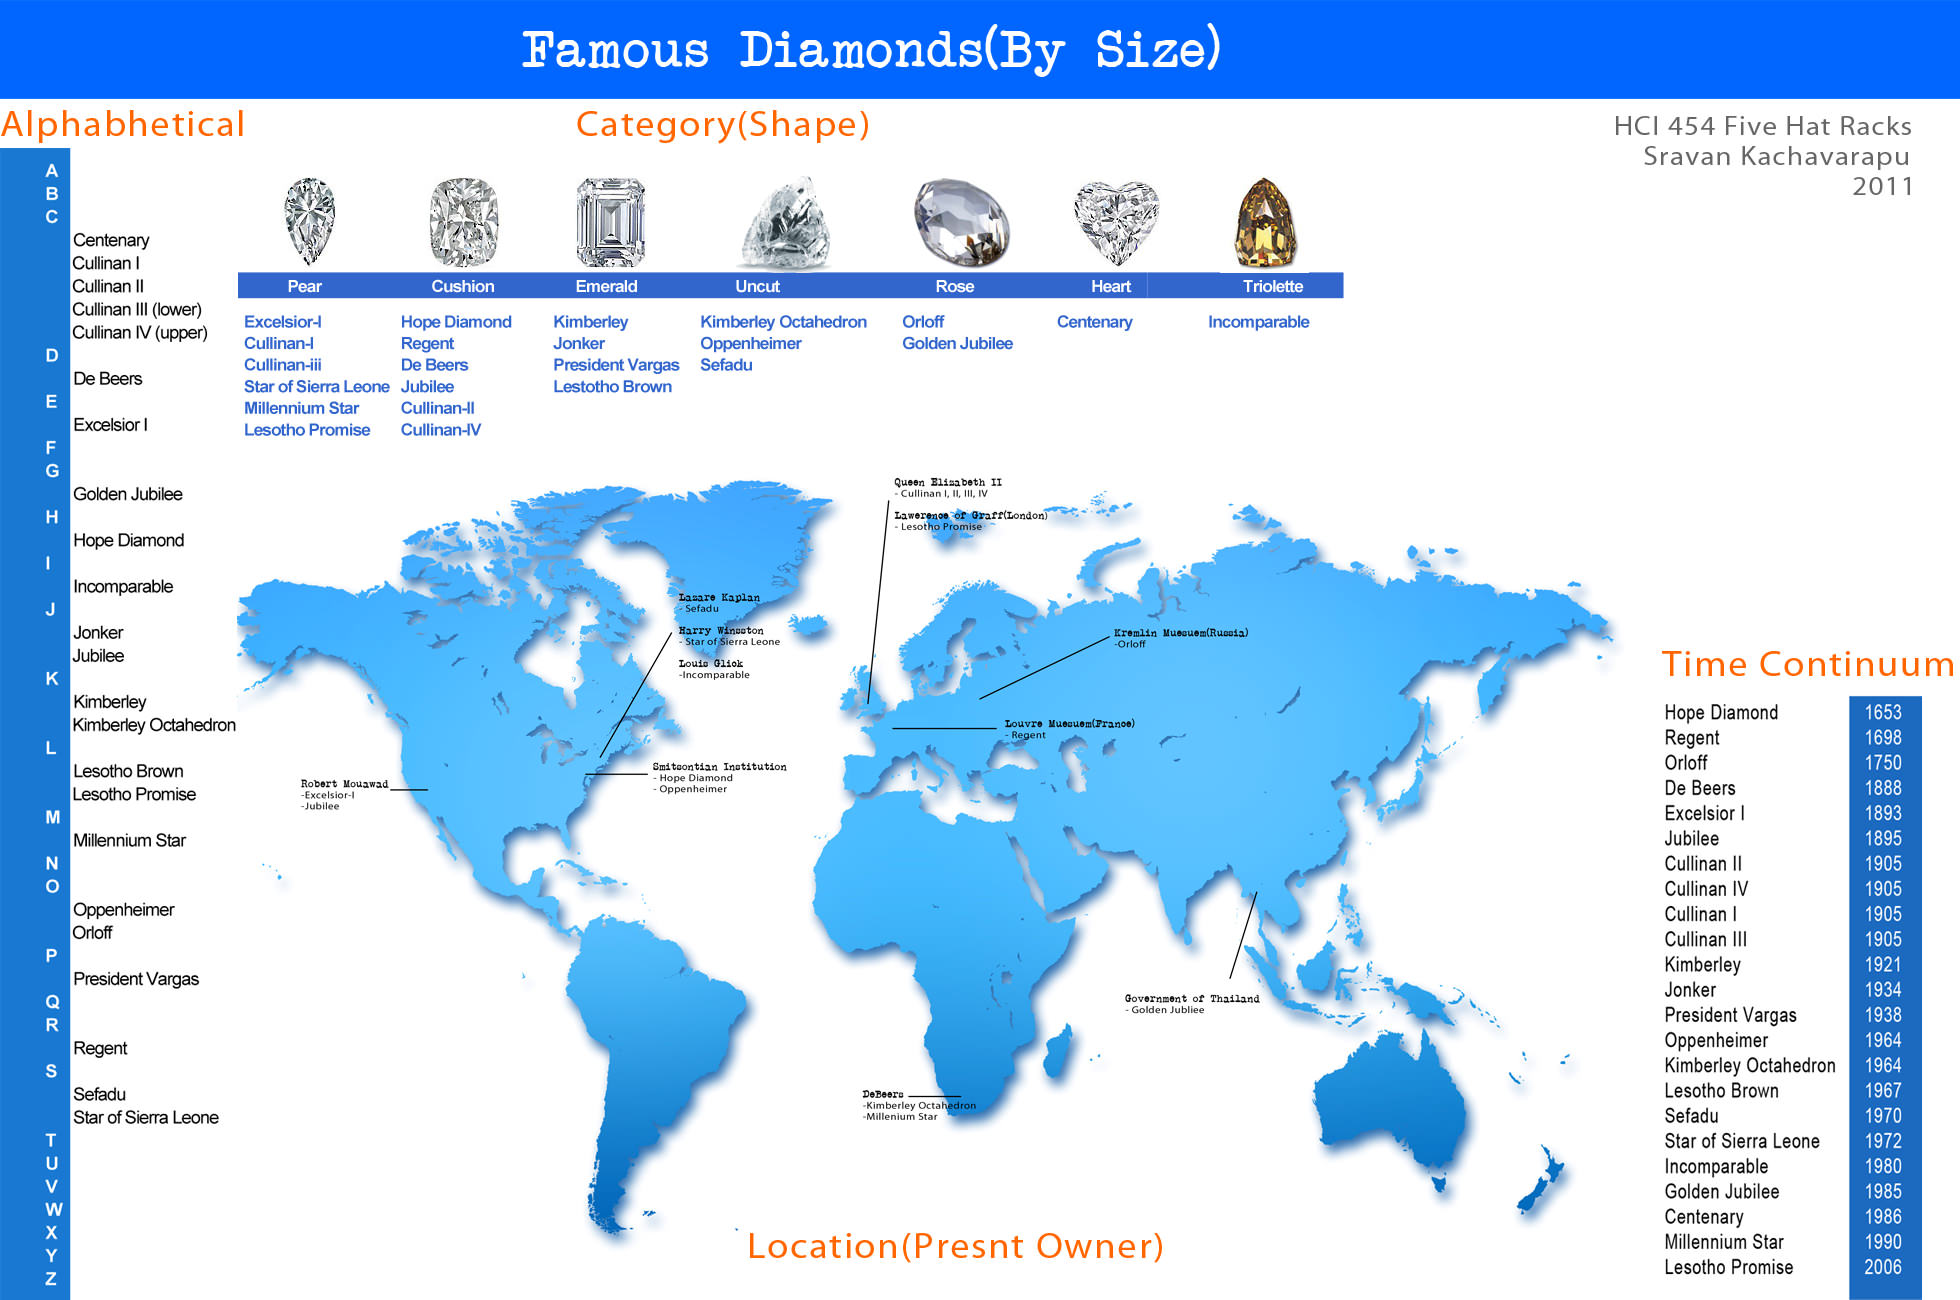 Famous Diamonds(By Size)
Alphabhetical
Category(Shape)
HCI 454 Five Hat Racks
Sravan Kachavarapu
2011
A
B
C
Centenary
Cullinan I
Cullinan II
Cullinan III (lower)
Cullinan IV (upper)
D
De Beers
E
Excelsior I
F
G
Golden Jubilee
H
Hope Diamond
I
Incomparable
J
Jonker
Jubilee
K
Kimberley
Kimberley Octahedron
L
Lesotho Brown
Lesotho Promise
M
Millennium Star
N
O
Oppenheimer
Orloff
P
President Vargas
Q
R
Regent
S
Sefadu
Star of Sierra Leone
T
U
V
W
X
Y
Z
Pear
Excelsior-I
Cullinan-I
Cullinan-iii
Star of Sierra Leone
Millennium Star
Lesotho Promise
Cushion
Hope Diamond
Regent
De Beers
Jubilee
Cullinan-II
Cullinan-IV
Emerald
Kimberley
Jonker
President Vargas
Lestotho Brown
Uncut
Kimberley Octahedron
Oppenheimer
Sefadu
Rose
Orloff
Golden Jubilee
Heart
Centenary
Triolette
Incomparable
Queen Elizabeth II
- Cullinan I, II, III, IV
Lawerence of Graff(London)
- Lesotho Promise
Lazare Kaplan
- Sefadu
Harry Winsston
- Star of Sierra Leone
Louis Glick
-Incomparable
Kremlin Muesuem(Russia)
-Orloff
Louvre Muesuem(France)
- Regent
Smitsontian Institution
- Hope Diamond
- Oppenheimer
Robert Mouawad
-Excelsior-I
-Jubilee
Government of Thailand
- Golden Jubliee
DeBeers
-Kimberley Octahedron
-Millenium Star
Location(Presnt Owner)
Time Continuum
Hope Diamond 1653
Regent 1698
Orloff 1750
De Beers 1888
Excelsior I 1893
Jubilee 1895
Cullinan II 1905
Cullinan IV 1905
Cullinan I 1905
Cullinan III 1905
Kimberley 1921
Jonker 1934
President Vargas 1938
Oppenheimer 1964
Kimberley Octahedron 1964
Lesotho Brown 1967
Sefadu 1970
Star of Sierra Leone 1972
Incomparable 1980
Golden Jubilee 1985
Centenary 1986
Millennium Star 1990
Lesotho Promise 2006